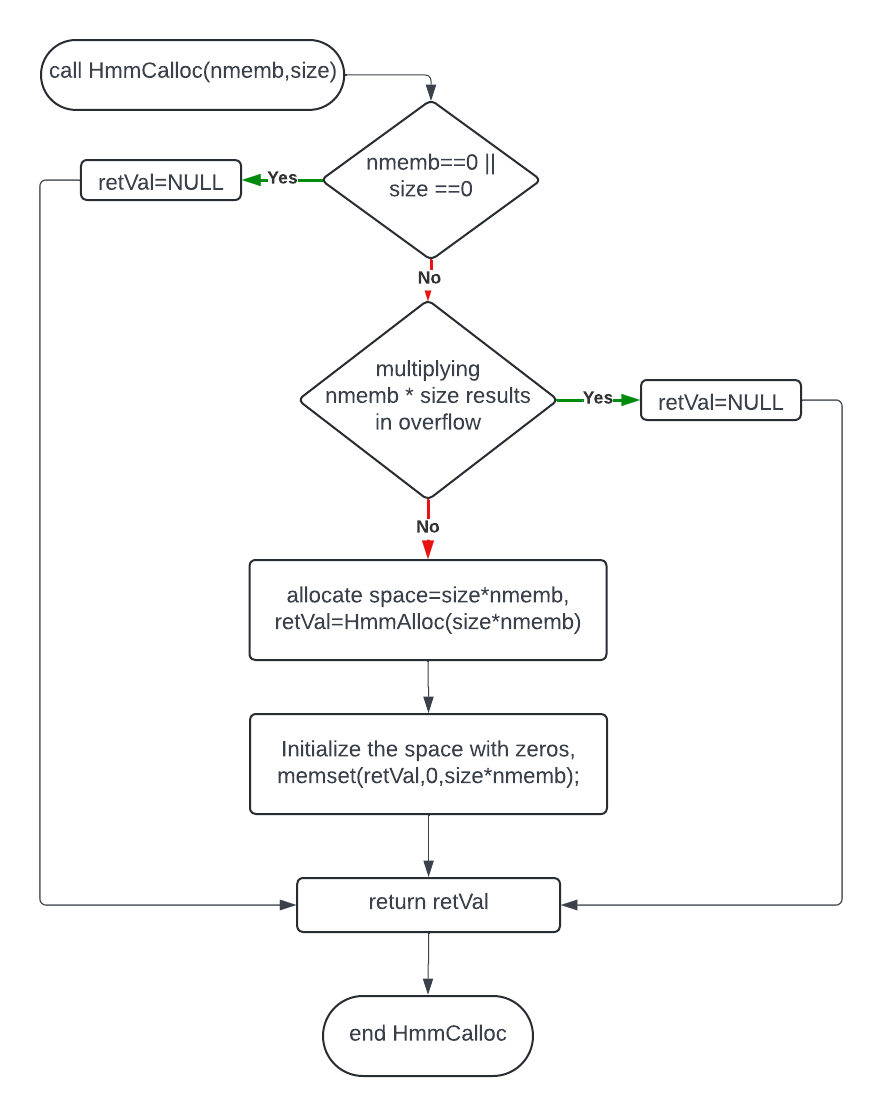 call HmmCalloc(nmemb,size)
nmemb==0 ||
size ==0
Yes
retVal=NULL
No
multiplying
nmemb * size results
in overflow
Yes
retVal=NULL
No
allocate space=size*nmemb,
retVal=HmmAlloc(size*nmemb)
Initialize the space with zeros,
memset(retVal,0,size*nmemb);
return retVal
end HmmCalloc